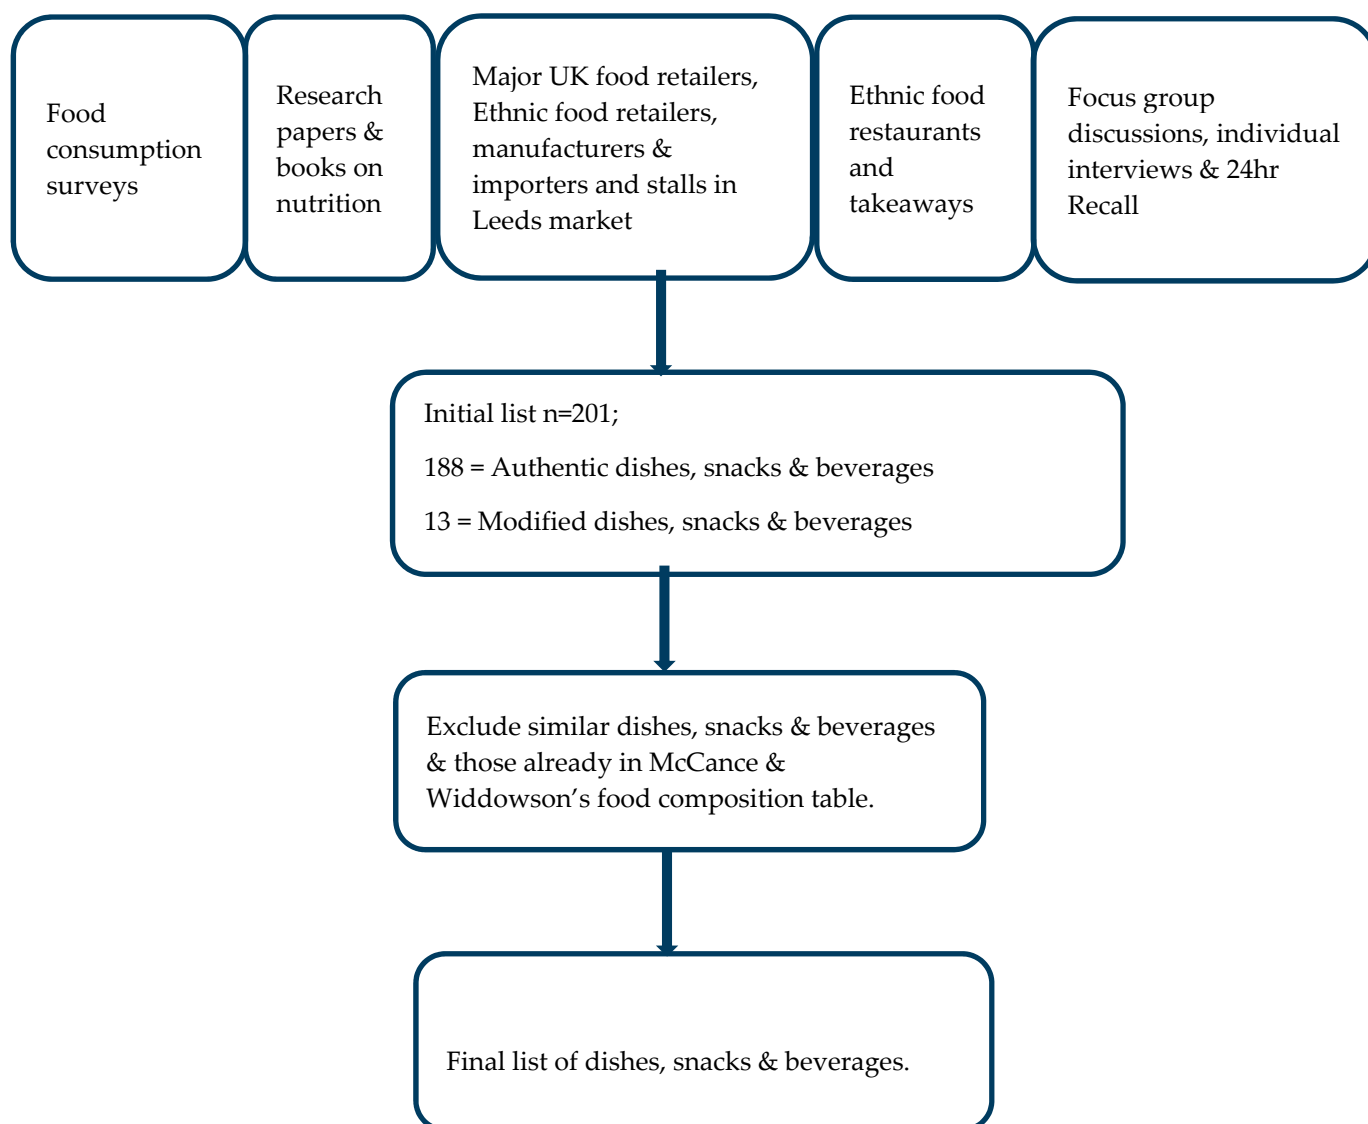 Food
consumption
surveys
Research
papers &
books on
nutrition
Major UK food retailers,
Ethnic food retailers,
manufacturers &
importers and stalls in
Leeds market
Ethnic food
restaurants
and
takeaways
Focus group
discussions, individual
interviews & 24hr
Recall
Initial list n=201;
188 = Authentic dishes, snacks & beverages
13 = Modified dishes, snacks & beverages
Exclude similar dishes, snacks & beverages
& those already in McCance &
Widdowson’s food composition table.
Final list of dishes, snacks & beverages.